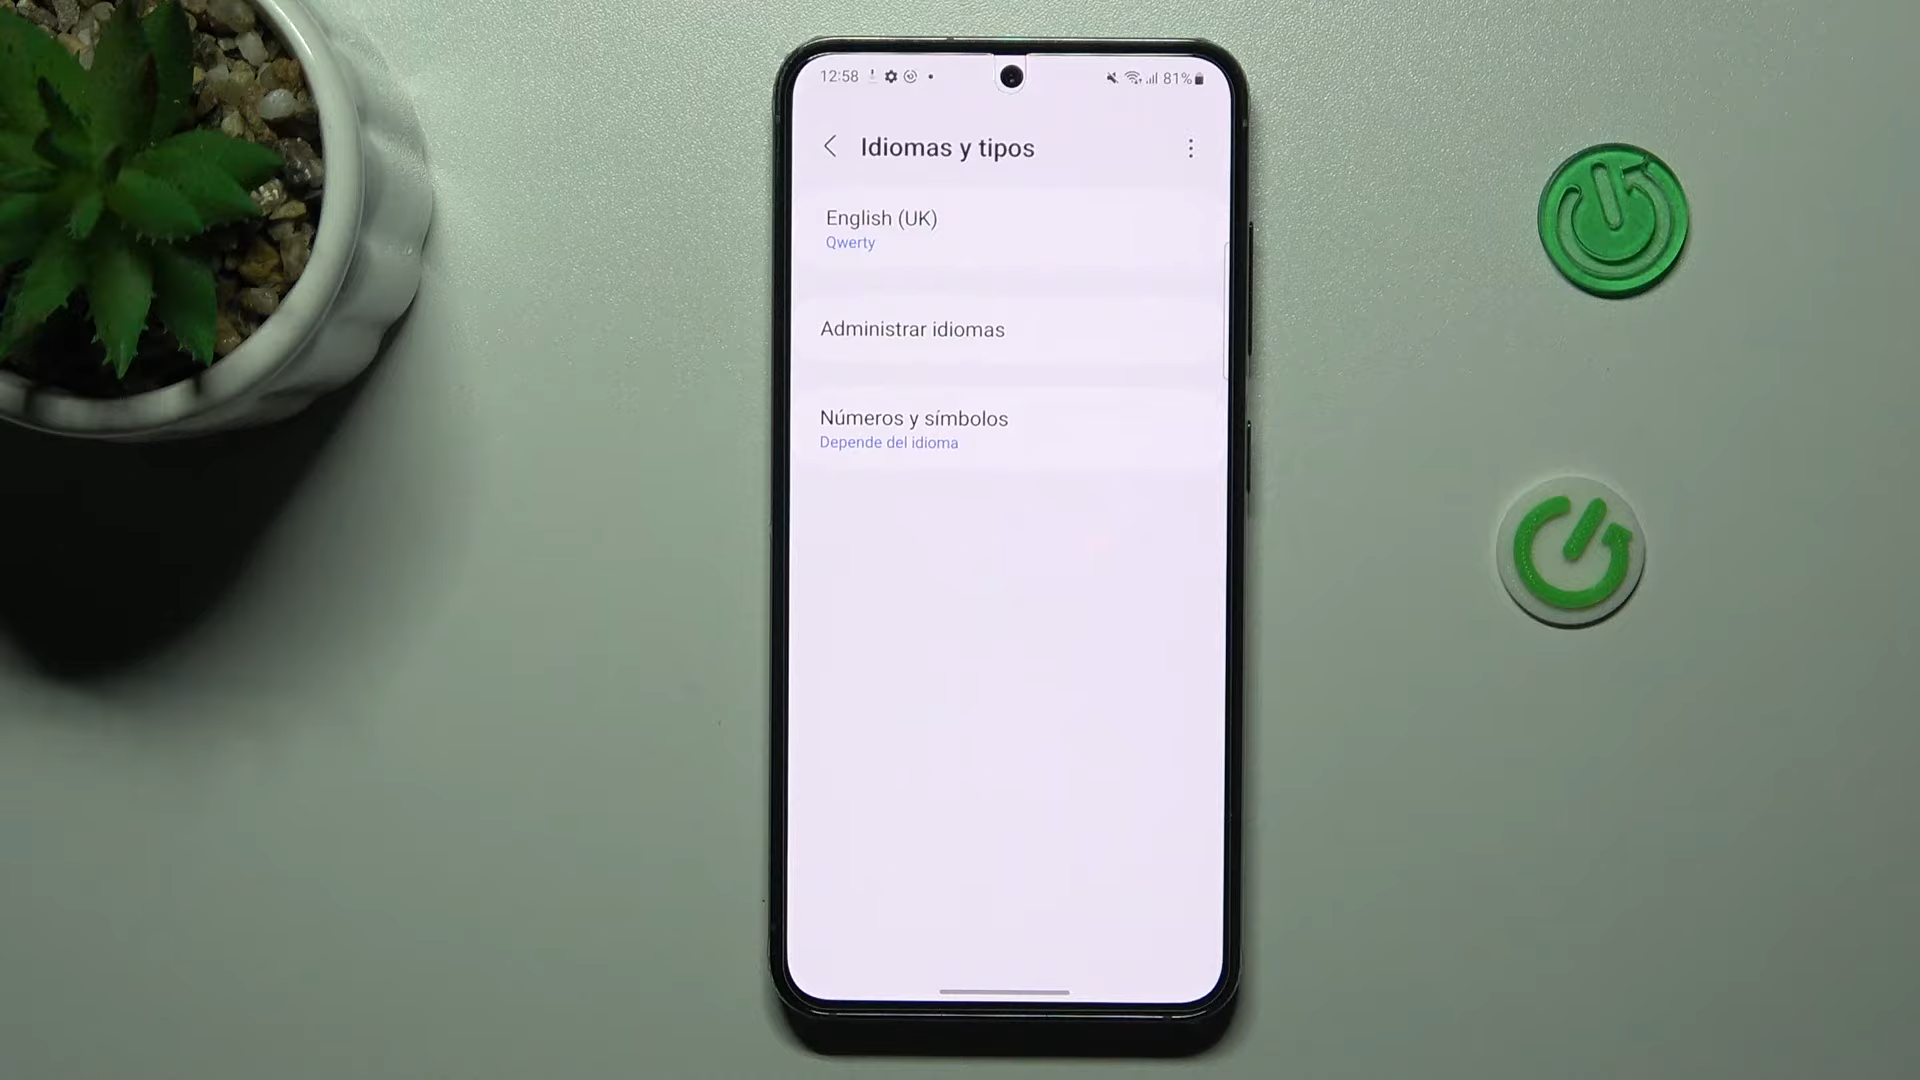 12:58 81%
Idiomas y tipos
English (UK)
Qwerty
Administrar idiomas
Números y símbolos
Depende del idioma